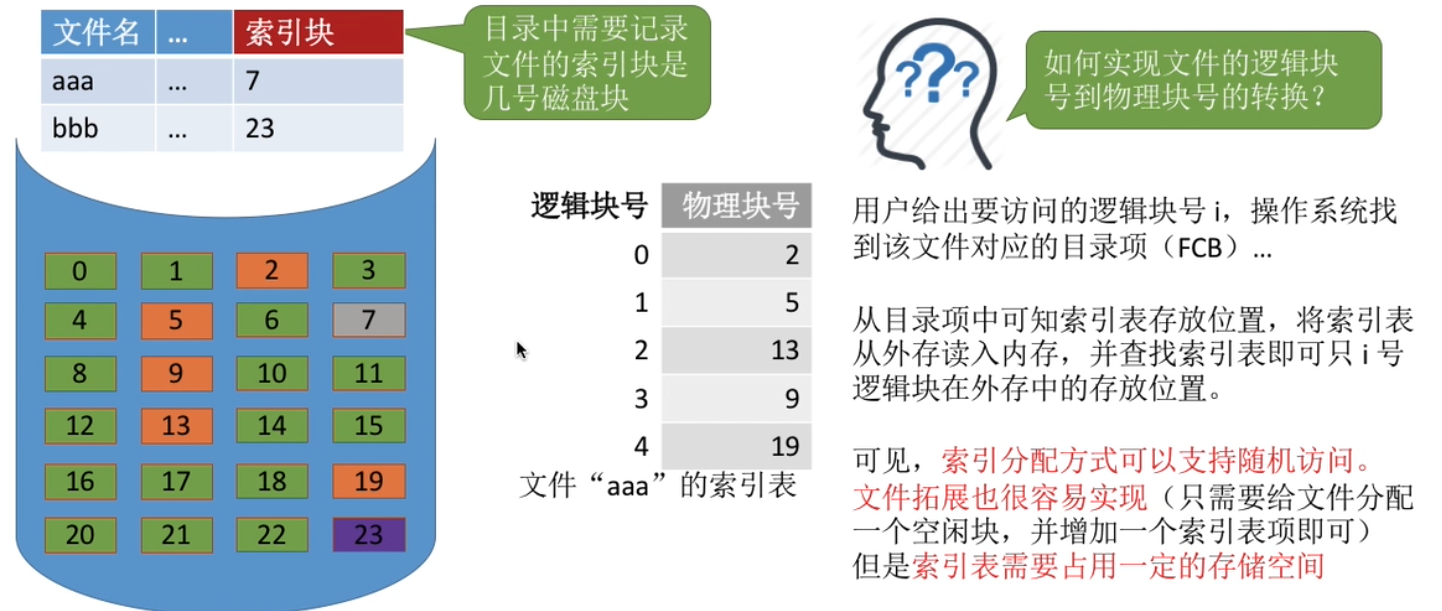 文件名 … 索引块
aaa … 7
bbb … 23
目录中需要记录
文件的索引块是
几号磁盘块
0 1 2 3
4 5 6 7
8 9 10 11
12 13 14 15
16 17 18 19
20 21 22 23
逻辑块号 物理块号
0 2
1 5
2 13
3 9
4 19
文件“aaa”的索引表
???
如何实现文件的逻辑块
号到物理块号的转换？
用户给出要访问的逻辑块号 i，操作系统找
到该文件对应的目录项（FCB）…
从目录项中可知索引表存放位置，将索引表
从外存读入内存，并查找索引表即可只 i 号
逻辑块在外存中的存放位置。
可见，索引分配方式可以支持随机访问。
文件拓展也很容易实现（只需要给文件分配
一个空闲块，并增加一个索引表项即可）
但是索引表需要占用一定的存储空间